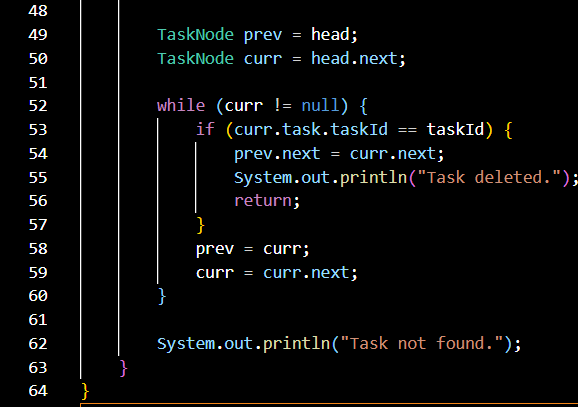 48
49 TaskNode prev = head;
50 TaskNode curr = head.next;
51
52 while (curr != null) {
53 if (curr.task.taskId == taskId) {
54 prev.next = curr.next;
55 System.out.println("Task deleted.");
56 return;
57 }
58 prev = curr;
59 curr = curr.next;
60 }
61
62 System.out.println("Task not found.");
63 }
64 }